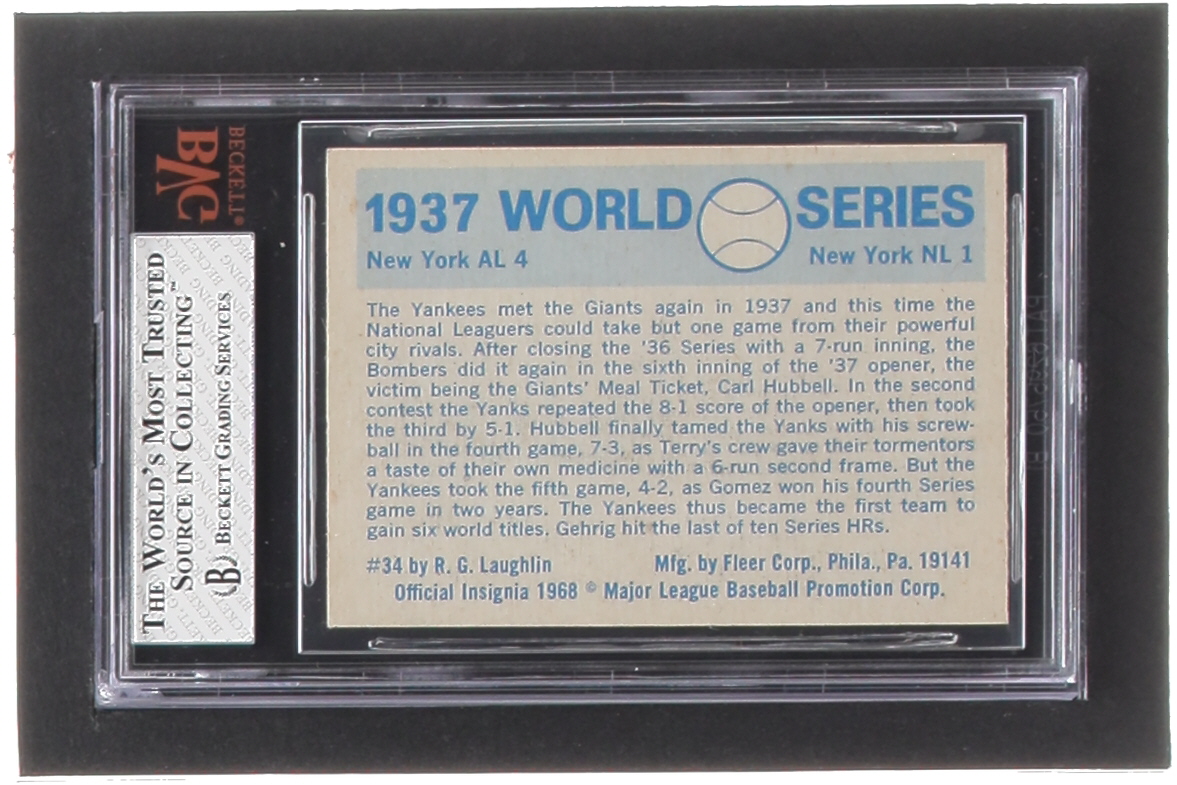 BECKETT®
BVG
THE WORLD'S MOST TRUSTED
SOURCE IN COLLECTING™
B BECKETT GRADING SERVICES
1937 WORLD SERIES
New York AL 4 New York NL 1
The Yankees met the Giants again in 1937 and this time the
National Leaguers could take but one game from their powerful
city rivals. After closing the '36 Series with a 7-run inning, the
Bombers did it again in the sixth inning of the '37 opener, the
victim being the Giants' Meal Ticket, Carl Hubbell. In the second
contest the Yanks repeated the 8-1 score of the opener, then took
the third by 5-1. Hubbell finally tamed the Yanks with his screw-
ball in the fourth game, 7-3, as Terry's crew gave their tormentors
a taste of their own medicine with a 6-run second frame. But the
Yankees took the fifth game, 4-2, as Gomez won his fourth Series
game in two years. The Yankees thus became the first team to
gain six world titles. Gehrig hit the last of ten Series HRs.
#34 by R. G. Laughlin Mfg. by Fleer Corp., Phila., Pa. 19141
Official Insignia 1968 © Major League Baseball Promotion Corp.